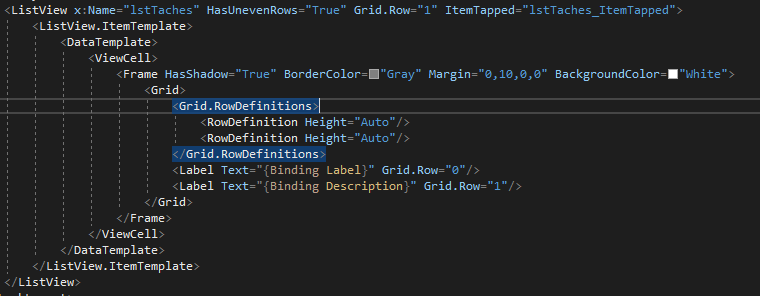 <ListView x:Name="lstTaches" HasUnevenRows="True" Grid.Row="1" ItemTapped="lstTaches_ItemTapped">
<ListView.ItemTemplate>
<DataTemplate>
<ViewCell>
<Frame HasShadow="True" BorderColor="Gray" Margin="0,10,0,0" BackgroundColor="White">
<Grid>
<Grid.RowDefinitions>
<RowDefinition Height="Auto"/>
<RowDefinition Height="Auto"/>
</Grid.RowDefinitions>
<Label Text="{Binding Label}" Grid.Row="0"/>
<Label Text="{Binding Description}" Grid.Row="1"/>
</Grid>
</Frame>
</ViewCell>
</DataTemplate>
</ListView.ItemTemplate>
</ListView>